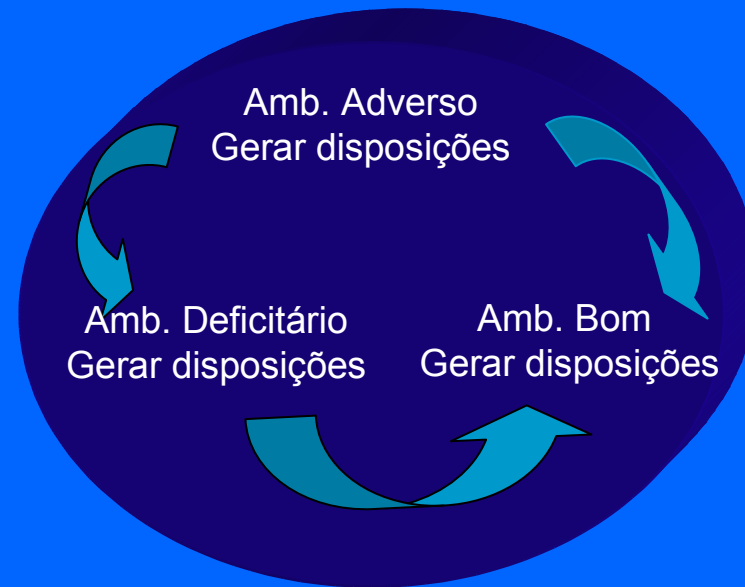 Amb. Adverso
Gerar disposições
Amb. Deficitário
Gerar disposições
Amb. Bom
Gerar disposições